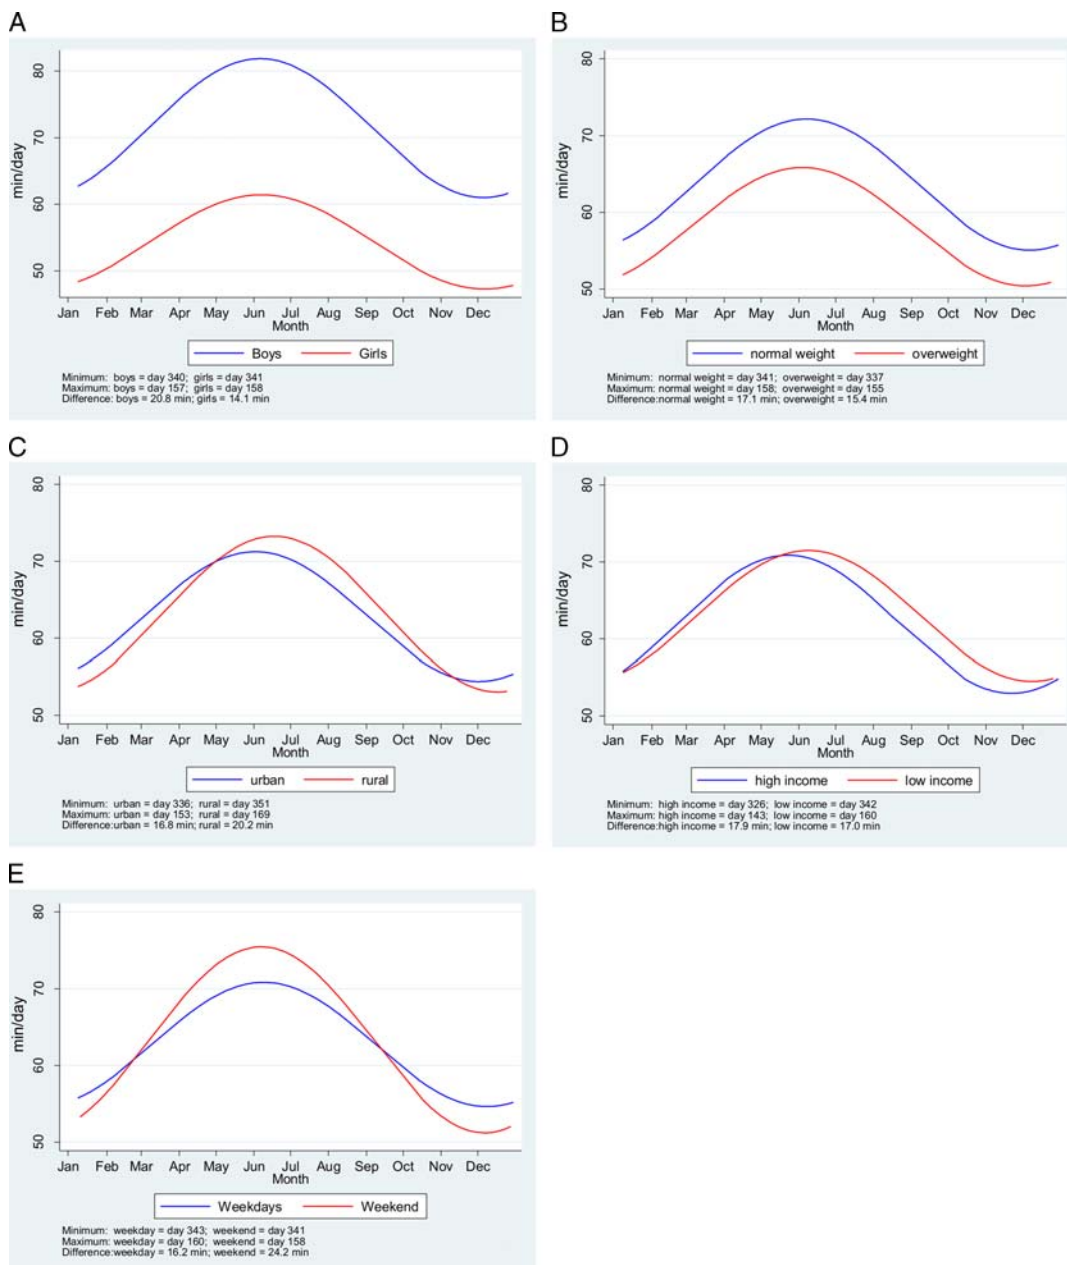 A
80
70
60
50
min/day
Jan Feb Mar Apr May Jun Jul Aug Sep Oct Nov Dec
Month
Boys Girls
Minimum: boys = day 340; girls = day 341
Maximum: boys = day 157; girls = day 158
Difference: boys = 20.8 min; girls = 14.1 min
B
80
70
60
50
min/day
Jan Feb Mar Apr May Jun Jul Aug Sep Oct Nov Dec
Month
normal weight overweight
Minimum: normal weight = day 341; overweight = day 337
Maximum: normal weight = day 158; overweight = day 155
Difference:normal weight = 17.1 min; overweight = 15.4 min
C
80
70
60
50
min/day
Jan Feb Mar Apr May Jun Jul Aug Sep Oct Nov Dec
Month
urban rural
Minimum: urban = day 336; rural = day 351
Maximum: urban = day 153; rural = day 169
Difference:urban = 16.8 min; rural = 20.2 min
D
80
70
60
50
min/day
Jan Feb Mar Apr May Jun Jul Aug Sep Oct Nov Dec
Month
high income low income
Minimum: high income = day 326; low income = day 342
Maximum: high income = day 143; low income = day 160
Difference:high income = 17.9 min; low income = 17.0 min
E
80
70
60
50
min/day
Jan Feb Mar Apr May Jun Jul Aug Sep Oct Nov Dec
Month
Weekdays Weekend
Minimum: weekday = day 343; weekend = day 341
Maximum: weekday = day 160; weekend = day 158
Difference:weekday = 16.2 min; weekend = 24.2 min